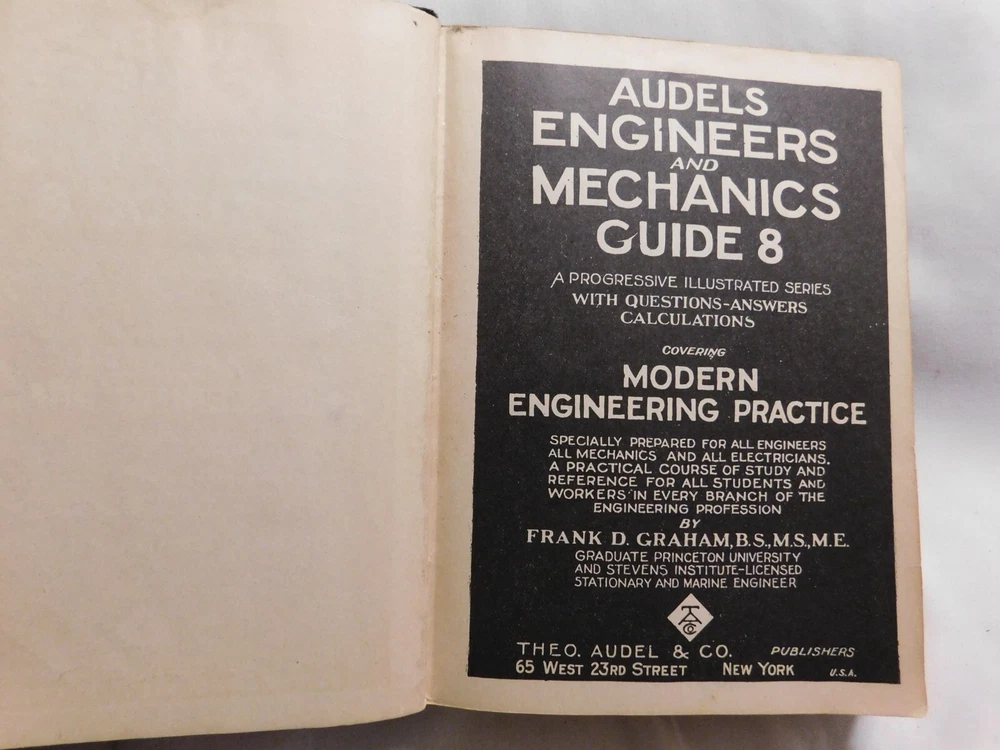 AUDELS
ENGINEERS
AND
MECHANICS
GUIDE 8
A PROGRESSIVE ILLUSTRATED SERIES
WITH QUESTIONS-ANSWERS
CALCULATIONS
COVERING
MODERN
ENGINEERING PRACTICE
SPECIALLY PREPARED FOR ALL ENGINEERS
ALL MECHANICS AND ALL ELECTRICIANS.
A PRACTICAL COURSE OF STUDY AND
REFERENCE FOR ALL STUDENTS AND
WORKERS IN EVERY BRANCH OF THE
ENGINEERING PROFESSION
BY
FRANK D. GRAHAM, B.S., M.S., M.E.
GRADUATE PRINCETON UNIVERSITY
AND STEVENS INSTITUTE-LICENSED
STATIONARY AND MARINE ENGINEER
TA Co
THEO. AUDEL & CO. PUBLISHERS
65 WEST 23RD STREET NEW YORK U.S.A.